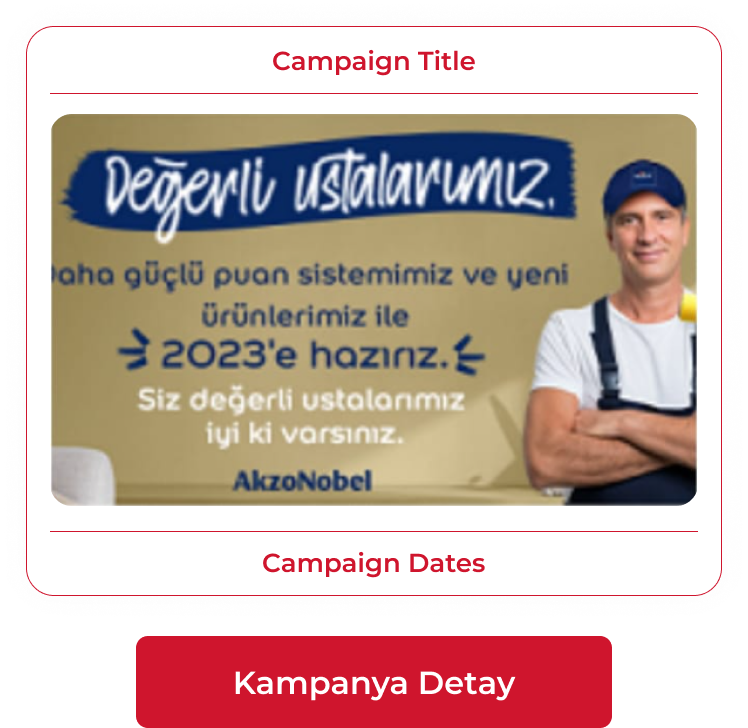 Campaign Title
Değerli ustalarımız,
Daha güçlü puan sistemimiz ve yeni
ürünlerimiz ile
2023'e hazırız.
Siz değerli ustalarımız
iyi ki varsınız.
AkzoNobel
Campaign Dates
Kampanya Detay